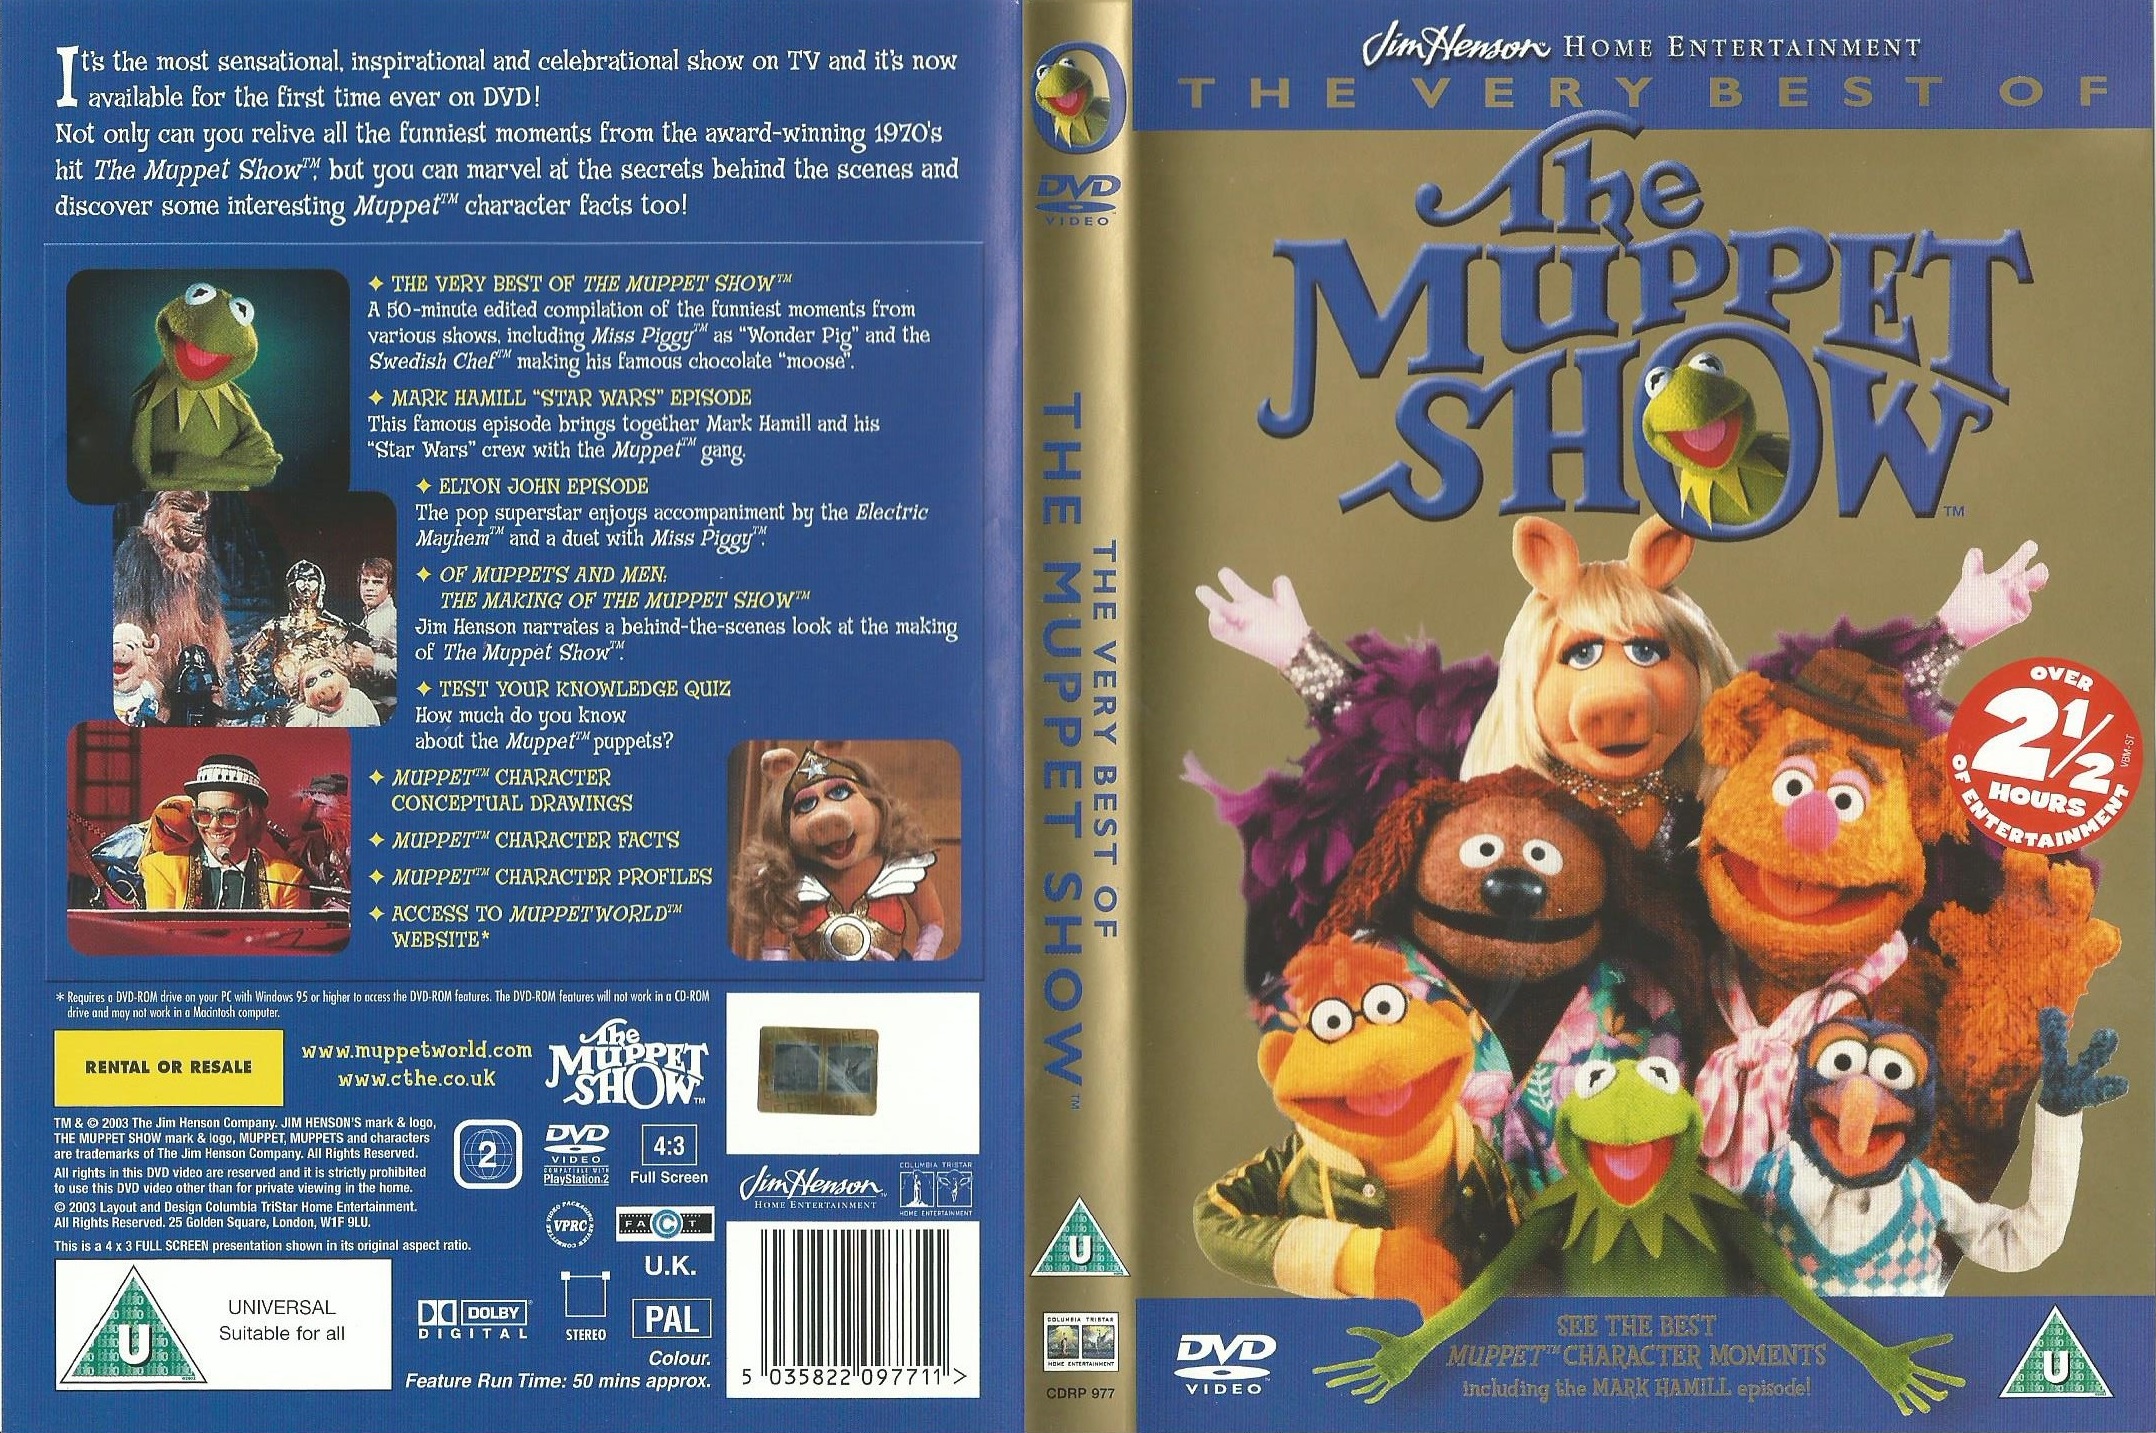 It's the most sensational, inspirational and celebrational show on TV and it's now
available for the first time ever on DVD!
Not only can you relive all the funniest moments from the award-winning 1970's
hit The Muppet Show™, but you can marvel at the secrets behind the scenes and
discover some interesting Muppet™ character facts too!
✦ THE VERY BEST OF THE MUPPET SHOW™
A 50-minute edited compilation of the funniest moments from
various shows, including Miss Piggy™ as "Wonder Pig" and the
Swedish Chef™ making his famous chocolate "moose".
✦ MARK HAMILL "STAR WARS" EPISODE
This famous episode brings together Mark Hamill and his
"Star Wars" crew with the Muppet™ gang.
✦ ELTON JOHN EPISODE
The pop superstar enjoys accompaniment by the Electric
Mayhem™ and a duet with Miss Piggy™.
✦ OF MUPPETS AND MEN:
THE MAKING OF THE MUPPET SHOW™
Jim Henson narrates a behind-the-scenes look at the making
of The Muppet Show™.
✦ TEST YOUR KNOWLEDGE QUIZ
How much do you know
about the Muppet™ puppets?
✦ MUPPET™ CHARACTER
CONCEPTUAL DRAWINGS
✦ MUPPET™ CHARACTER FACTS
✦ MUPPET™ CHARACTER PROFILES
✦ ACCESS TO MUPPETWORLD™
WEBSITE*
* Requires a DVD-ROM drive on your PC with Windows 95 or higher to access the DVD-ROM features. The DVD-ROM features will not work in a CD-ROM
drive and may not work in a Macintosh computer.
RENTAL OR RESALE
www.muppetworld.com
www.cthe.co.uk
The
MUPPET
SHOW™
TM & © 2003 The Jim Henson Company. JIM HENSON'S mark & logo,
THE MUPPET SHOW mark & logo, MUPPET, MUPPETS and characters
are trademarks of The Jim Henson Company. All Rights Reserved.
All rights in this DVD video are reserved and it is strictly prohibited
to use this DVD video other than for private viewing in the home.
© 2003 Layout and Design Columbia TriStar Home Entertainment.
All Rights Reserved. 25 Golden Square, London, W1F 9LU.
This is a 4 x 3 FULL SCREEN presentation shown in its original aspect ratio.
2
DVD
VIDEO
COMPATIBLE WITH
PlayStation.2
4:3
Full Screen
VPRC
FACT
U.K.
PAL
Colour.
Feature Run Time: 50 mins approx.
U
UNIVERSAL
Suitable for all
DOLBY
DIGITAL
STEREO
Jim Henson™
HOME ENTERTAINMENT
COLUMBIA TRISTAR
HOME ENTERTAINMENT
5 035822 097711 >
DVD
VIDEO
THE VERY BEST OF
THE MUPPET SHOW™
U
COLUMBIA TRISTAR
HOME ENTERTAINMENT
CDRP 977
Jim Henson HOME ENTERTAINMENT
THE VERY BEST OF
The
MUPPET
SHOW™
OVER
2½
HOURS
OF ENTERTAINMENT
VBM-ST
DVD
VIDEO
SEE THE BEST
MUPPET™ CHARACTER MOMENTS
including the MARK HAMILL episode!
U